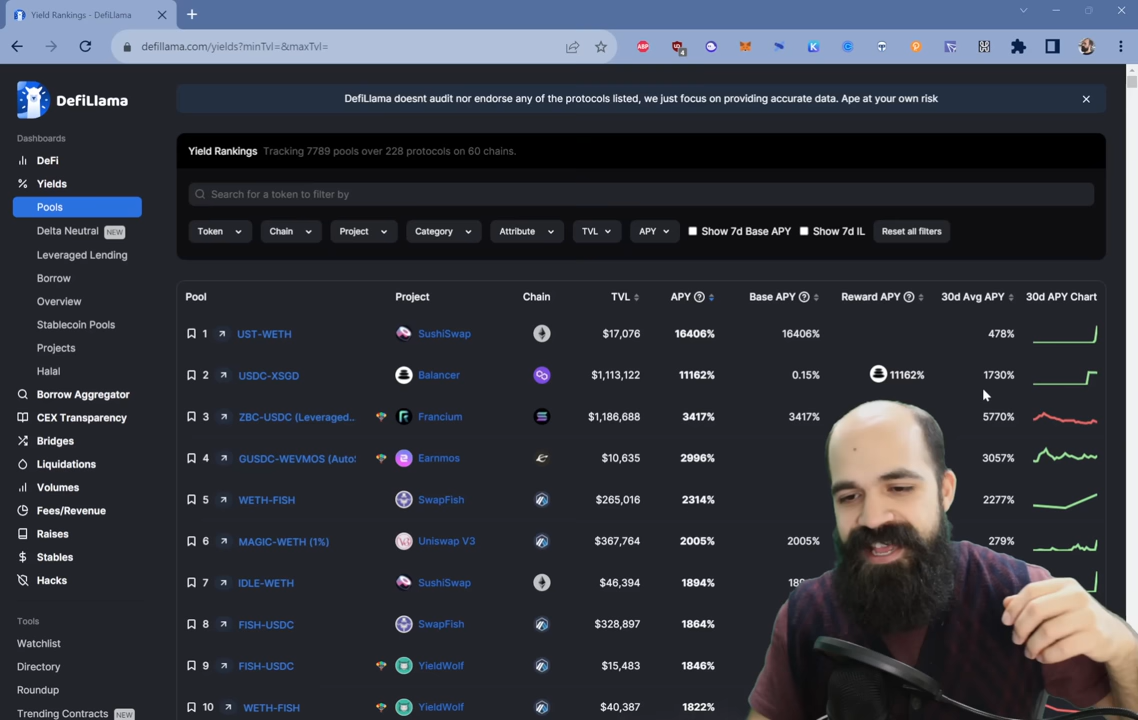 Yield Rankings - DefiLlama
defillama.com/yields?minTvl=&maxTvl=
ABP
4
DefiLlama
DefiLlama doesnt audit nor endorse any of the protocols listed, we just focus on providing accurate data. Ape at your own risk
Dashboards
DeFi
Yields
Pools
Delta Neutral NEW
Leveraged Lending
Borrow
Overview
Stablecoin Pools
Projects
Halal
Borrow Aggregator
CEX Transparency
Bridges
Liquidations
Volumes
Fees/Revenue
Raises
Stables
Hacks
Tools
Watchlist
Directory
Roundup
Trending Contracts NEW
Yield Rankings Tracking 7789 pools over 228 protocols on 60 chains.
Search for a token to filter by
Token Chain Project Category Attribute TVL APY Show 7d Base APY Show 7d IL Reset all filters
Pool Project Chain TVL APY Base APY Reward APY 30d Avg APY 30d APY Chart
1 UST-WETH SushiSwap $17,076 16406% 16406% 478%
2 USDC-XSGD Balancer $1,113,122 11162% 0.15% 11162% 1730%
3 ZBC-USDC (Leveraged... Francium $1,186,688 3417% 3417% 5770%
4 GUSDC-WEVMOS (Auto Earnmos $10,635 2996% 3057%
5 WETH-FISH SwapFish $265,016 2314% 2277%
6 MAGIC-WETH (1%) Uniswap V3 $367,764 2005% 2005% 279%
7 IDLE-WETH SushiSwap $46,394 1894%
8 FISH-USDC SwapFish $328,897 1864%
9 FISH-USDC YieldWolf $15,483 1846%
10 WETH-FISH YieldWolf $40,387 1822%